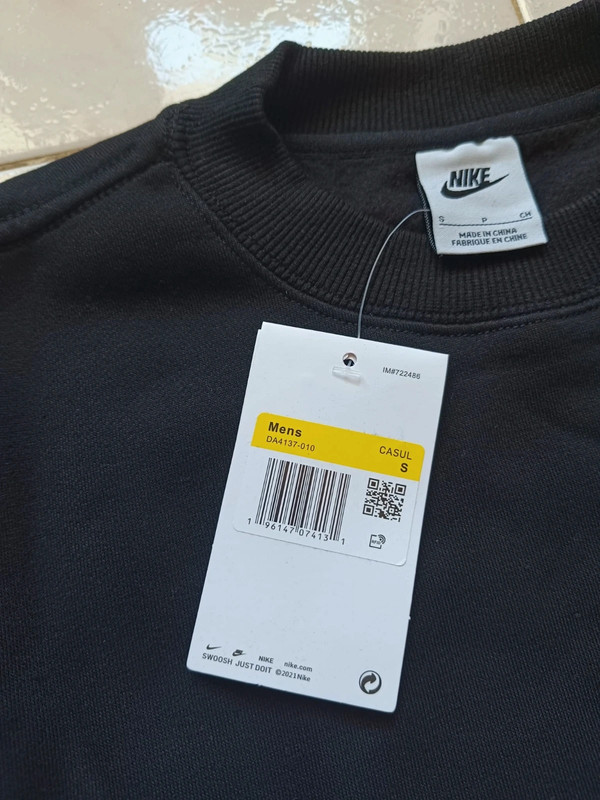 NIKE
S P CH
MADE IN CHINA
FABRIQUE EN CHINE
IM#722486
Mens
DA4137-010
CASUL
S
1 96147 07413 1
RFID
NIKE nike.com
SWOOSH JUST DO IT ©2021Nike